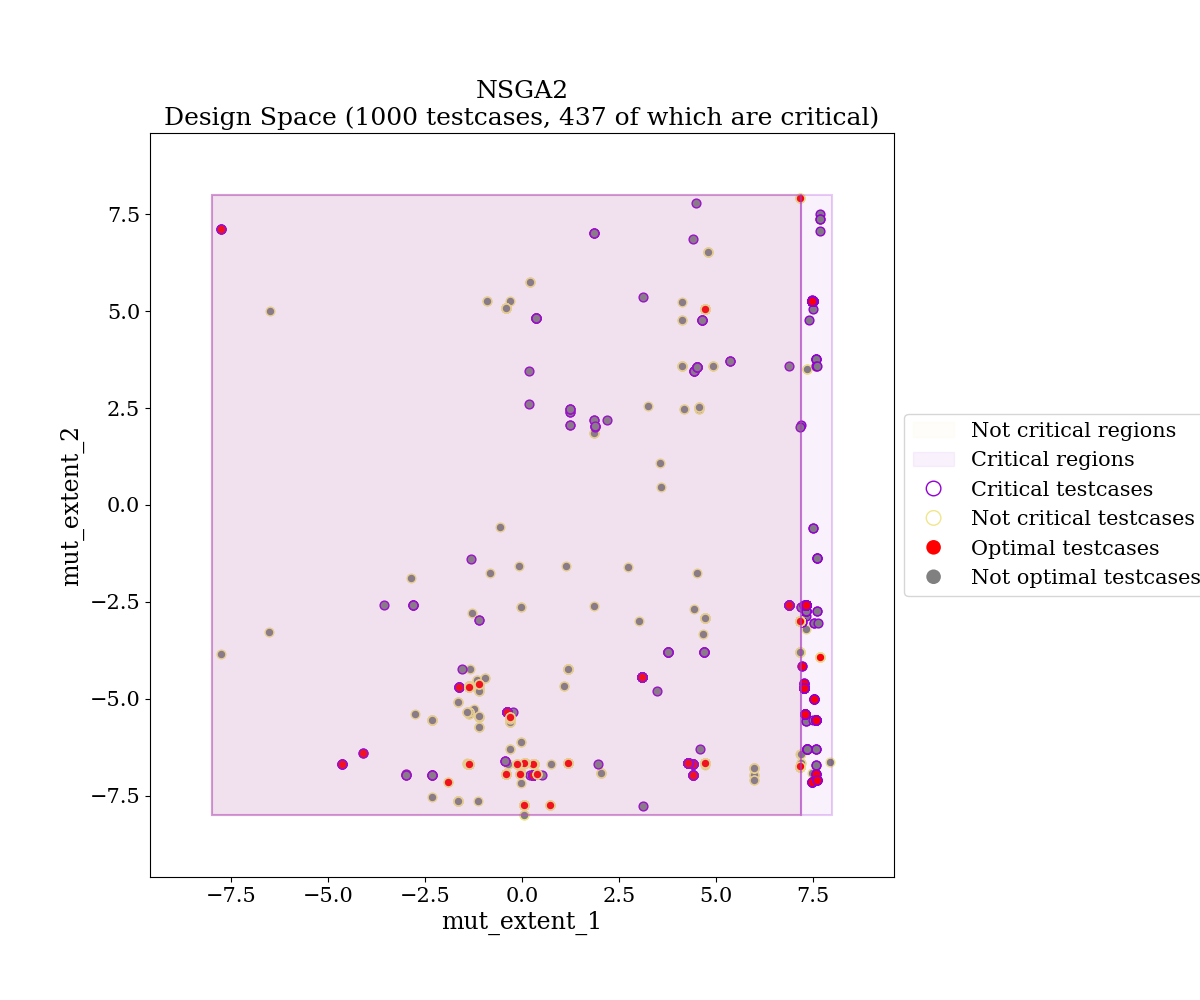 NSGA2
Design Space (1000 testcases, 437 of which are critical)
mut_extent_2
7.5
5.0
2.5
0.0
−2.5
−5.0
−7.5
−7.5
−5.0
−2.5
0.0
2.5
5.0
7.5
mut_extent_1
Not critical regions
Critical regions
Critical testcases
Not critical testcases
Optimal testcases
Not optimal testcases